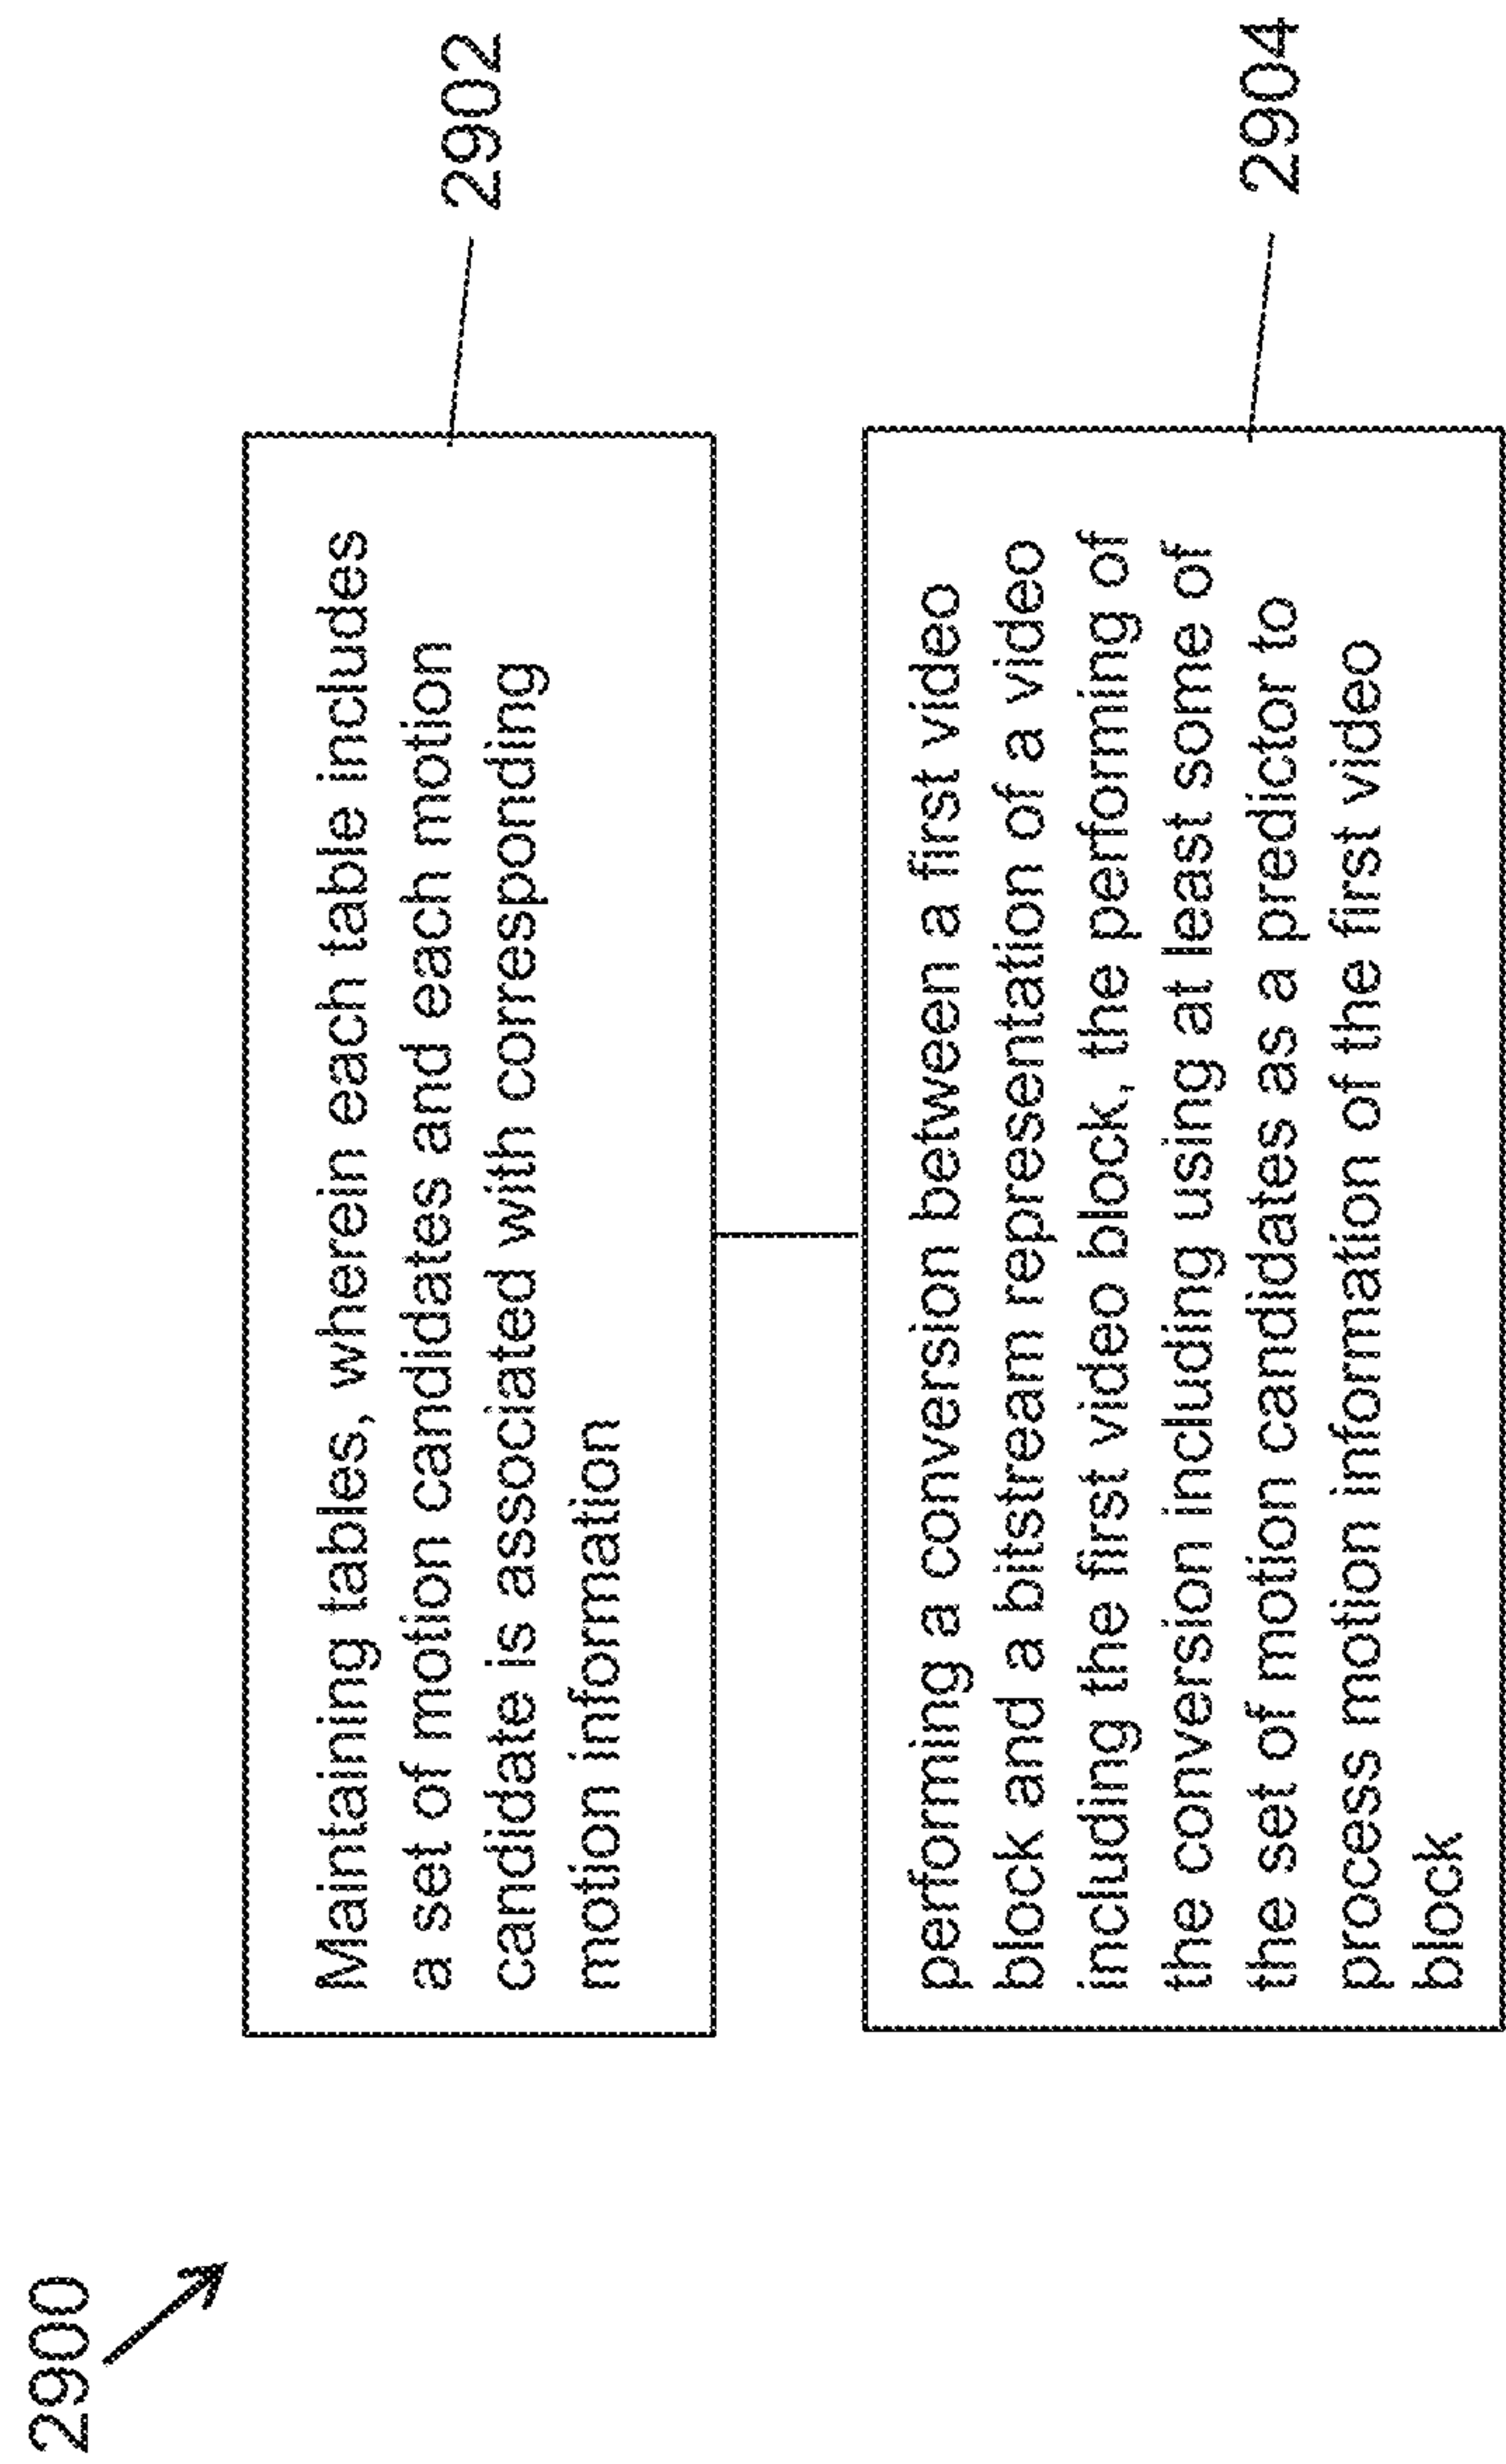 2900
Maintaining tables, wherein each table includes
a set of motion candidates and each motion
candidate is associated with corresponding
motion information
2902
performing a conversion between a first video
block and a bitstream representation of a video
including the first video block, the performing of
the conversion including using at least some of
the set of motion candidates as a predictor to
process motion information of the first video
block
2904